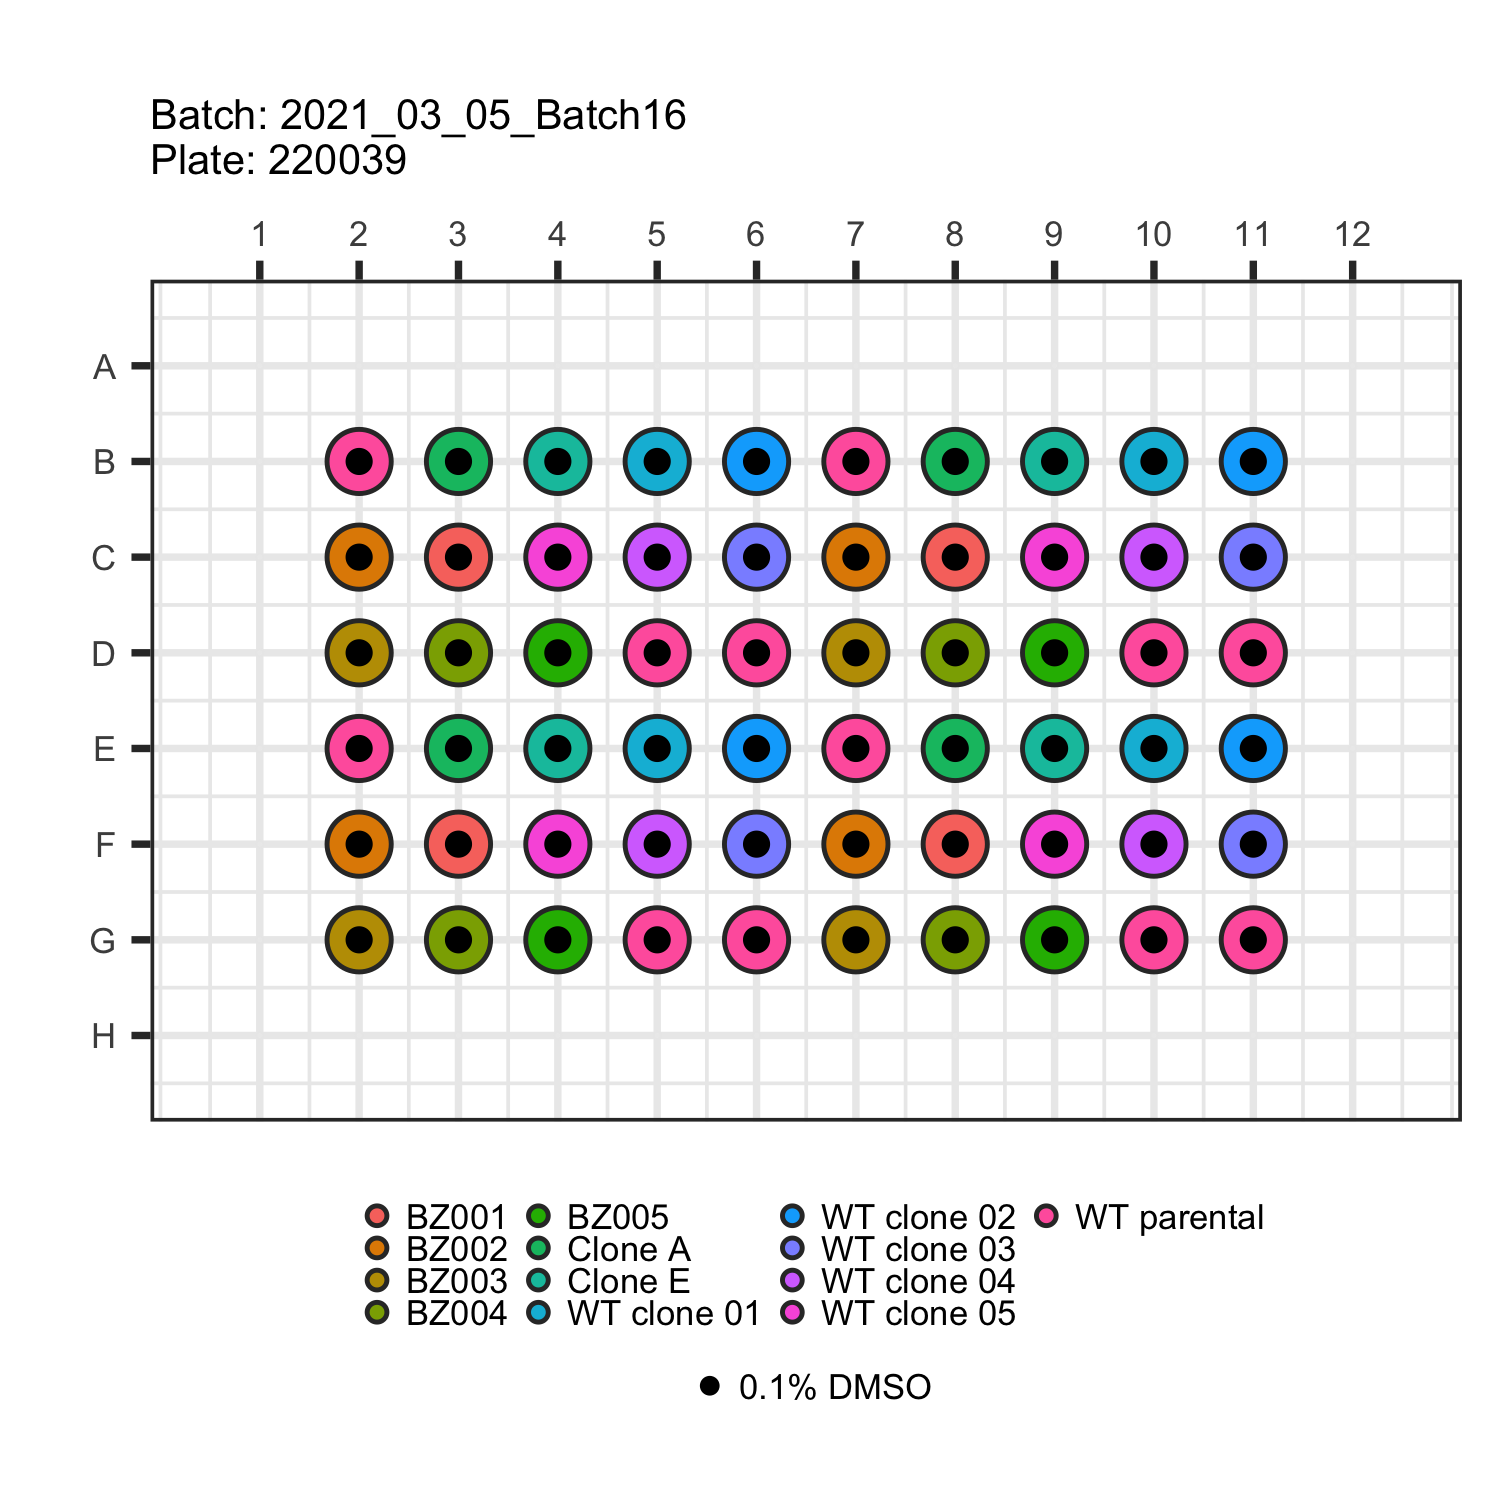 Batch: 2021_03_05_Batch16
Plate: 220039
1 2 3 4 5 6 7 8 9 10 11 12
A
B
C
D
E
F
G
H
BZ001 BZ005 WT clone 02 WT parental
BZ002 Clone A WT clone 03
BZ003 Clone E WT clone 04
BZ004 WT clone 01 WT clone 05
0.1% DMSO